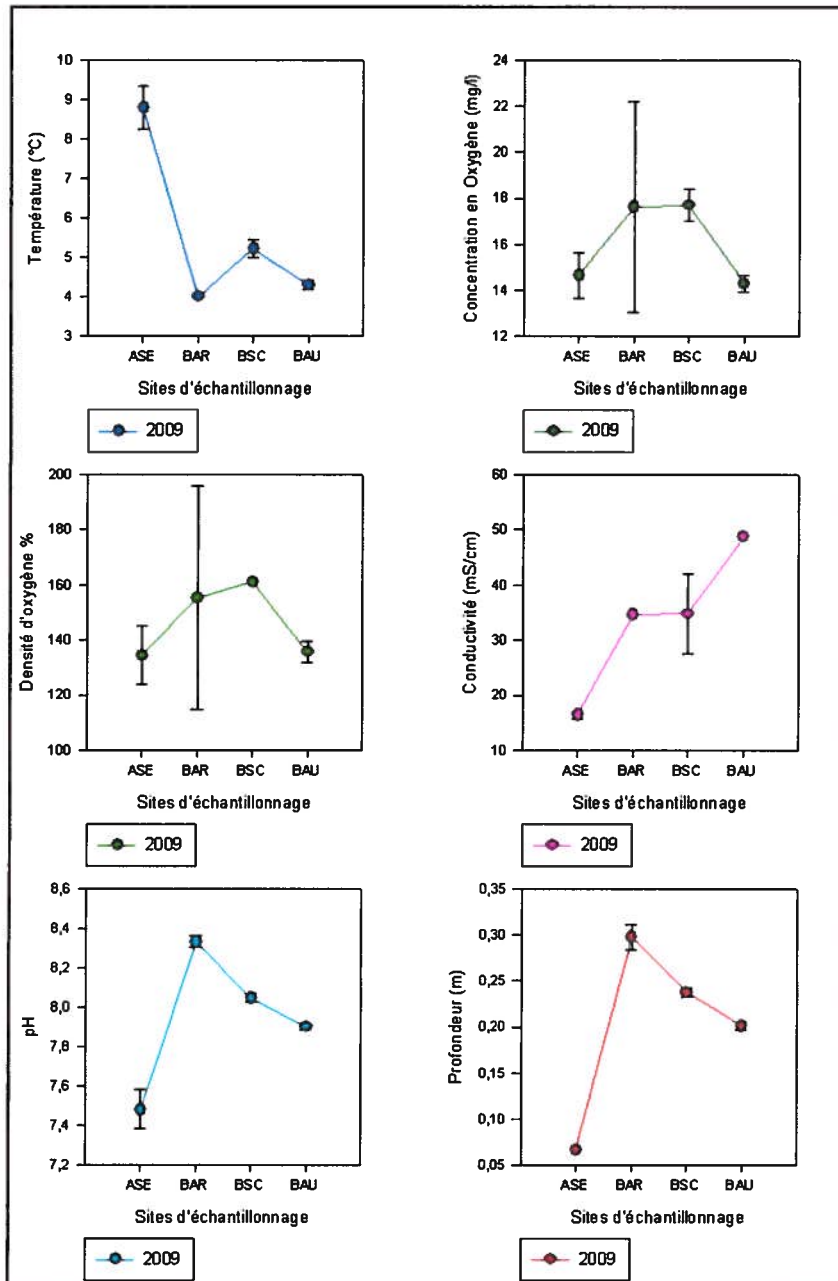 10
9
8
7
6
5
4
3
Température (°C)
ASE BAR BSC BAU
Sites d'échantillonnage
2009
24
22
20
18
16
14
12
Concentration en Oxygène (mg/l)
ASE BAR BSC BAU
Sites d'échantillonnage
2009
200
180
160
140
120
100
Densité d'oxygène %
ASE BAR BSC BAU
Sites d'échantillonnage
2009
60
50
40
30
20
10
Conductivité (mS/cm)
ASE BAR BSC BAU
Sites d'échantillonnage
2009
8,6
8,4
8,2
8,0
7,8
7,6
7,4
7,2
pH
ASE BAR BSC BAU
Sites d'échantillonnage
2009
0,35
0,30
0,25
0,20
0,15
0,10
0,05
Profondeur (m)
ASE BAR BSC BAU
Sites d'échantillonnage
2009